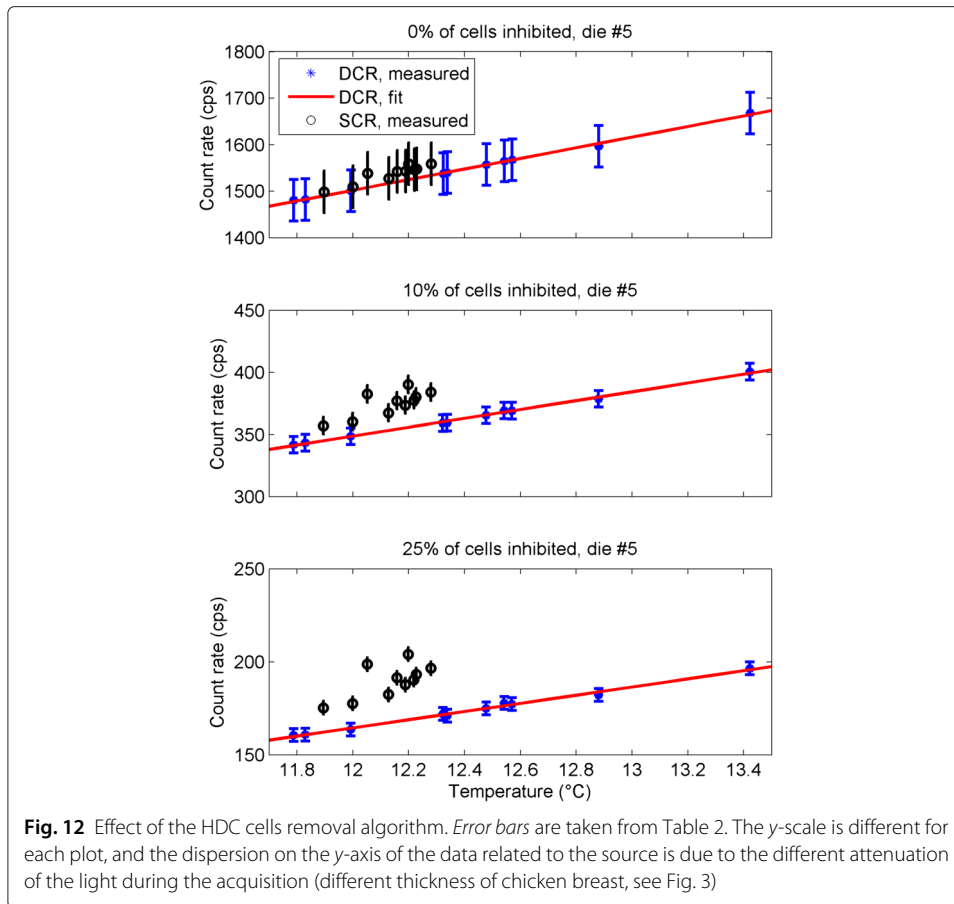 0% of cells inhibited, die #5
1800
1700
1600
1500
1400
Count rate (cps)
DCR, measured
DCR, fit
SCR, measured
10% of cells inhibited, die #5
450
400
350
300
Count rate (cps)
25% of cells inhibited, die #5
250
200
150
Count rate (cps)
11.8 12 12.2 12.4 12.6 12.8 13 13.2 13.4
Temperature (°C)
Fig. 12 Effect of the HDC cells removal algorithm. Error bars are taken from Table 2. The y-scale is different for
each plot, and the dispersion on the y-axis of the data related to the source is due to the different attenuation
of the light during the acquisition (different thickness of chicken breast, see Fig. 3)